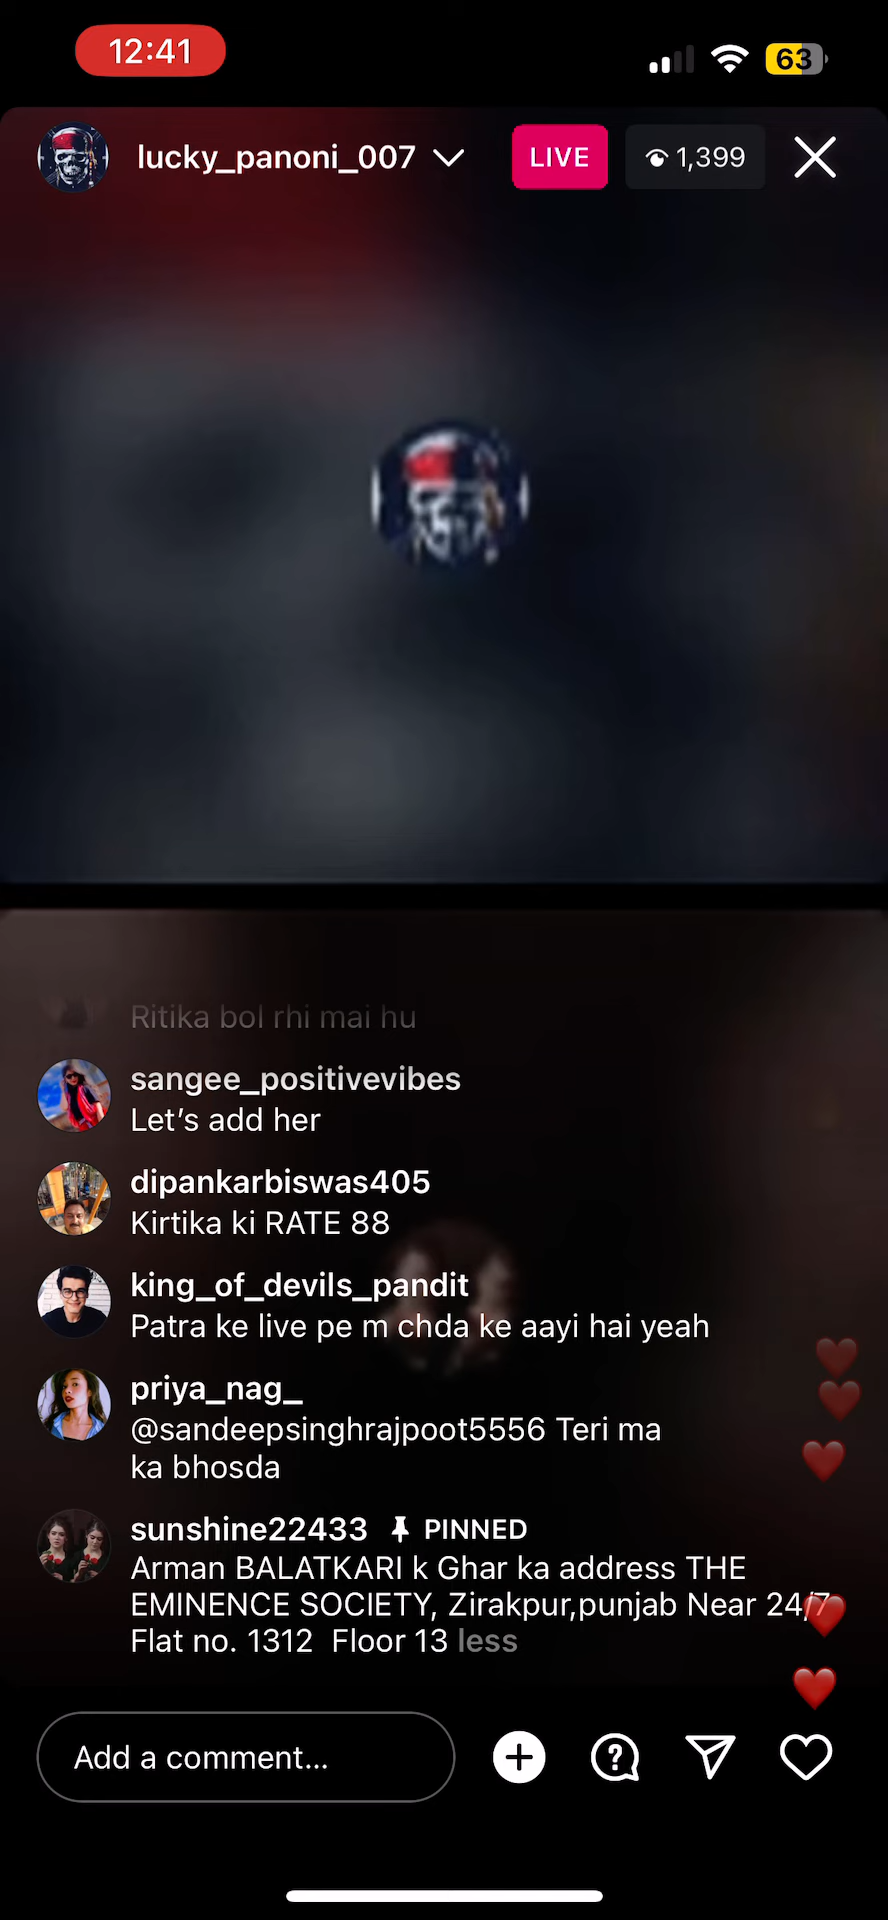 12:41
63
lucky_panoni_007
LIVE
1,399
Ritika bol rhi mai hu
sangee_positivevibes
Let's add her
dipankarbiswas405
Kirtika ki RATE 88
king_of_devils_pandit
Patra ke live pe m chda ke aayi hai yeah
priya_nag_
@sandeepsinghrajpoot5556 Teri ma
ka bhosda
sunshine22433 PINNED
Arman BALATKARI k Ghar ka address THE
EMINENCE SOCIETY, Zirakpur,punjab Near 24/7
Flat no. 1312 Floor 13 less
Add a comment...